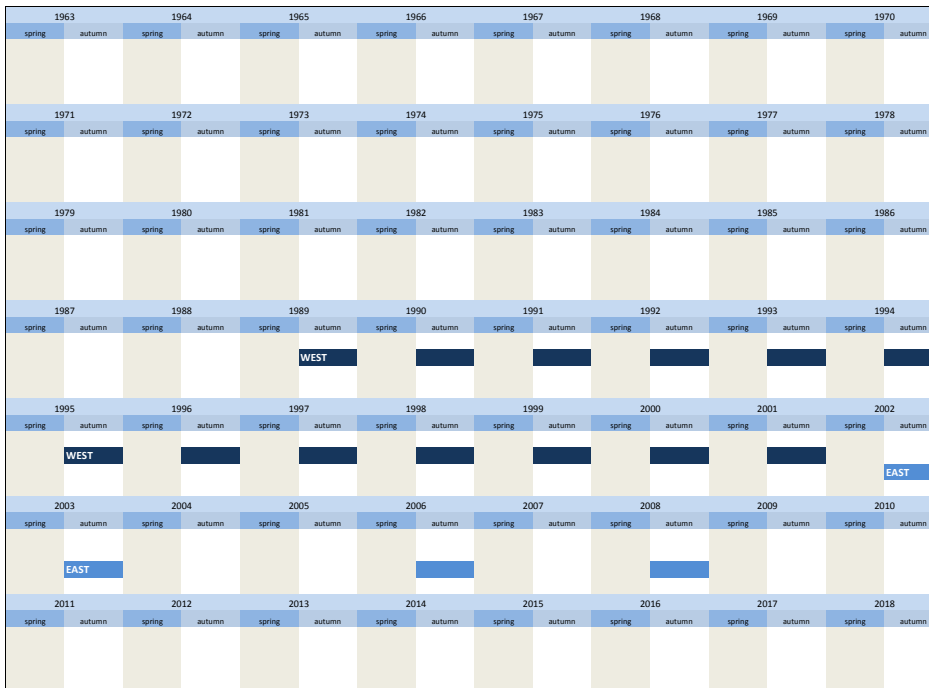 1963 1964 1965 1966 1967 1968 1969 1970
spring autumn spring autumn spring autumn spring autumn spring autumn spring autumn spring autumn spring autumn
1971 1972 1973 1974 1975 1976 1977 1978
spring autumn spring autumn spring autumn spring autumn spring autumn spring autumn spring autumn spring autumn
1979 1980 1981 1982 1983 1984 1985 1986
spring autumn spring autumn spring autumn spring autumn spring autumn spring autumn spring autumn spring autumn
1987 1988 1989 1990 1991 1992 1993 1994
spring autumn spring autumn spring autumn spring autumn spring autumn spring autumn spring autumn spring autumn
WEST
1995 1996 1997 1998 1999 2000 2001 2002
spring autumn spring autumn spring autumn spring autumn spring autumn spring autumn spring autumn spring autumn
WEST
EAST
2003 2004 2005 2006 2007 2008 2009 2010
spring autumn spring autumn spring autumn spring autumn spring autumn spring autumn spring autumn spring autumn
EAST
2011 2012 2013 2014 2015 2016 2017 2018
spring autumn spring autumn spring autumn spring autumn spring autumn spring autumn spring autumn spring autumn